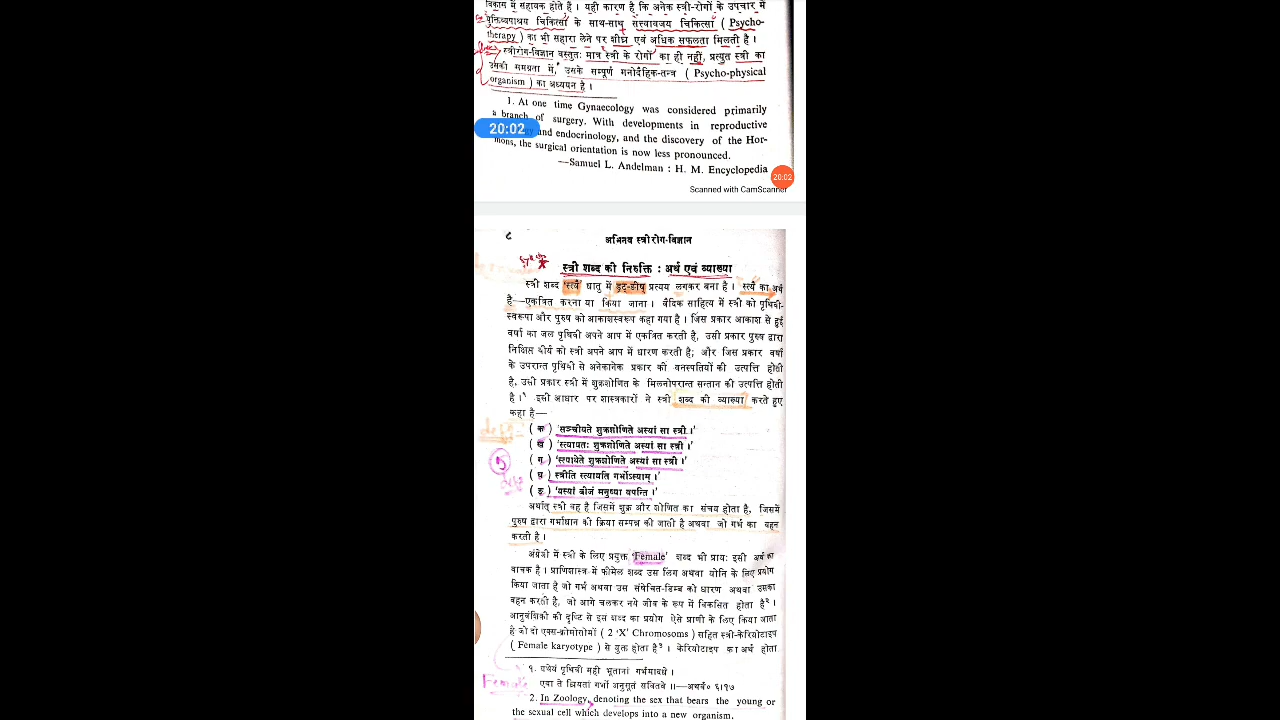 विकास में सहायक होते हैं । यही कारण है कि अनेक स्त्री-रोगों के उपचार में
युक्तिव्यपाश्रय चिकित्सा के साथ-साथ सत्त्वावजय चिकित्सा ( Psycho-
therapy ) का भी सहारा लेने पर शीघ्र एवं अधिक सफलता मिलती है ।
स्त्रीरोग-विज्ञान वस्तुतः मात्र स्त्री के रोगों का ही नहीं, प्रत्युत स्त्री का
उसकी समग्रता में, उसके सम्पूर्ण मनोदैहिक-तन्त्र ( Psycho-physical
organism ) का अध्ययन है ।
1. At one time Gynaecology was considered primarily
a branch of surgery. With developments in reproductive
20:02
and endocrinology, and the discovery of the Hor-
mons, the surgical orientation is now less pronounced.
—Samuel L. Andelman : H. M. Encyclopedia
20:02
Scanned with CamScanner
८
अभिनव स्त्रीरोग-विज्ञान
स्त्री शब्द की निरुक्ति : अर्थ एवं व्याख्या
स्त्री शब्द 'स्त्यै' धातु में ड्रट्-ङीष् प्रत्यय लगकर बना है । स्त्यै का अर्थ
है—एकत्रित करना या किया जाना । वैदिक साहित्य में स्त्री को पृथिवी-
स्वरूपा और पुरुष को आकाशस्वरूप कहा गया है । जिस प्रकार आकाश से हुई
वर्षा का जल पृथिवी अपने आप में एकत्रित करती है, उसी प्रकार पुरुष द्वारा
निक्षिप्त वीर्य को स्त्री अपने आप में धारण करती है; और जिस प्रकार वर्षा
के उपरान्त पृथिवी से अनेकानेक प्रकार की वनस्पतियों की उत्पत्ति होती
है, उसी प्रकार स्त्री में शुक्रशोणित के मिलनोपरान्त सन्तान की उत्पत्ति होती
है ।¹ इसी आधार पर शास्त्रकारों ने स्त्री शब्द की व्याख्या करते हुए
कहा है—
( क ) 'सञ्चीयते शुक्रशोणिते अस्यां सा स्त्री ।'
( ख ) 'स्त्यायतः शुक्रशोणिते अस्यां सा स्त्री ।'
( ग ) 'स्त्यायेते शुक्रशोणिते अस्यां सा स्त्री ।'
( घ ) स्त्रीति स्त्यायति गर्भोऽस्याम् ।'
( ङ ) 'यस्यां बीजं मनुष्या वपन्ति ।'
अर्थात् स्त्री वह है जिसमें शुक्र और शोणित का संचय होता है, जिसमें
पुरुष द्वारा गर्भाधान की क्रिया सम्पन्न की जाती है अथवा जो गर्भ का वहन
करती है ।
अंग्रेजी में स्त्री के लिए प्रयुक्त 'Female' शब्द भी प्रायः इसी अर्थ का
वाचक है । प्राणिशास्त्र में फीमेल शब्द उस लिंग अथवा योनि के लिए प्रयोग
किया जाता है जो गर्भ अथवा उस संसेचित-डिम्ब को धारण अथवा उसका
वहन करती है, जो आगे चलकर नये जीव के रूप में विकसित होता है² ।
आनुवंशिकी की दृष्टि से इस शब्द का प्रयोग ऐसे प्राणी के लिए किया जाता
है जो दो एक्स-क्रोमोसोमों ( 2 'X' Chromosoms ) सहित स्त्री-केरियोटाइप
( Female karyotype ) से युक्त होता है³ । केरियोटाइप का अर्थ होता
१. यथेयं पृथिवी मही भूतानां गर्भमादधे ।
Female
एवा ते ध्रियतां गर्भो अनुसूतं सवितवे ।।—अथर्व० ६।१७
2. In Zoology, denoting the sex that bears the young or
the sexual cell which develops into a new organism.